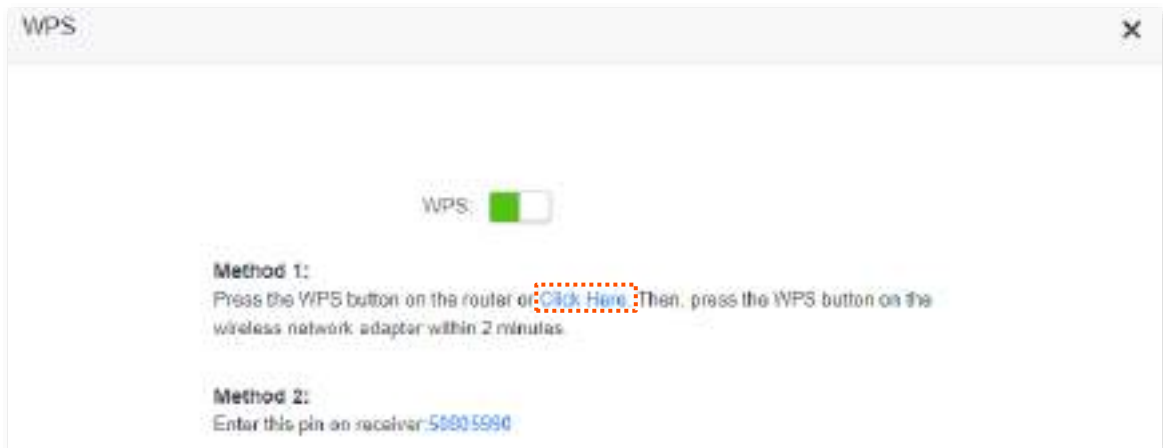 WPS
WPS:
Method 1:
Press the WPS button on the router or Click Here. Then, press the WPS button on the
wireless network adapter within 2 minutes.
Method 2:
Enter this pin on receiver:50805990